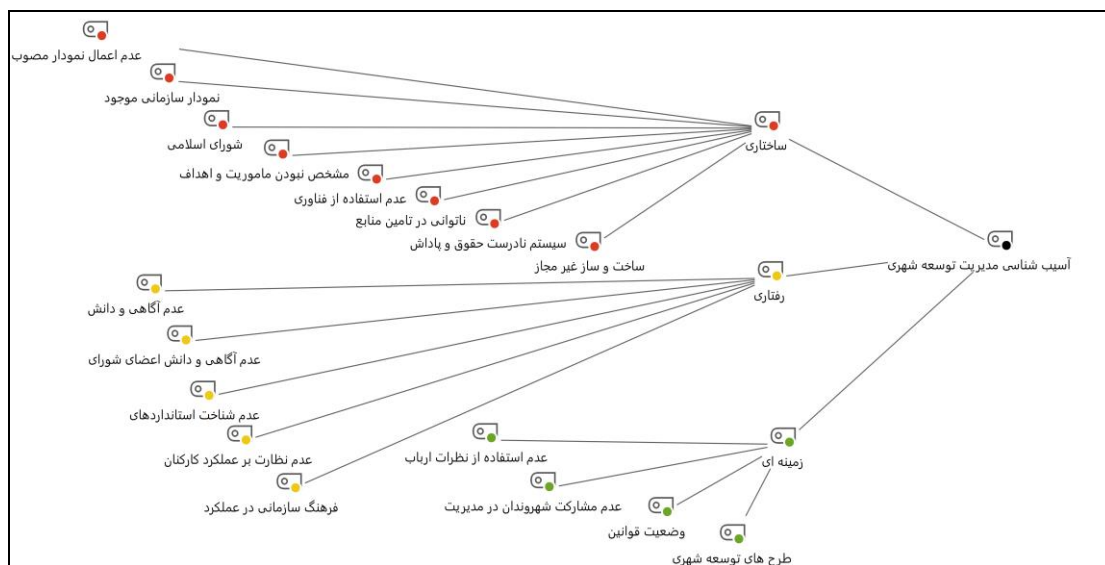 عدم اعمال نمودار مصوب
نمودار سازمانی موجود
شورای اسلامی
مشخص نبودن ماموریت و اهداف
عدم استفاده از فناوری
ناتوانی در تامین منابع
سیستم نادرست حقوق و پاداش
ساخت و ساز غیر مجاز
ساختاری
آسیب شناسی مدیریت توسعه شهری
رفتاری
عدم آگاهی و دانش
عدم آگاهی و دانش اعضای شورای
عدم شناخت استانداردهای
عدم نظارت بر عملکرد کارکنان
فرهنگ سازمانی در عملکرد
زمینه ای
عدم استفاده از نظرات ارباب
عدم مشارکت شهروندان در مدیریت
وضعیت قوانین
طرح های توسعه شهری